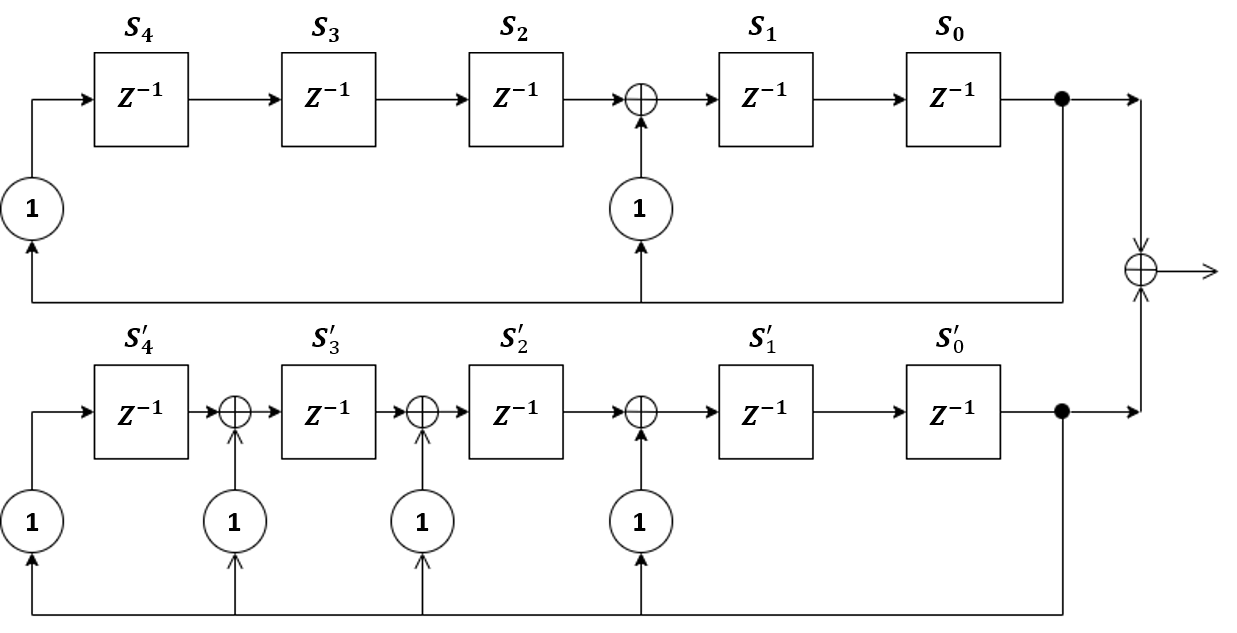 S₄ S₃ S₂ S₁ S₀
Z⁻¹ Z⁻¹ Z⁻¹ Z⁻¹ Z⁻¹
1 1
S′₄ S′₃ S′₂ S′₁ S′₀
Z⁻¹ Z⁻¹ Z⁻¹ Z⁻¹ Z⁻¹
1 1 1 1